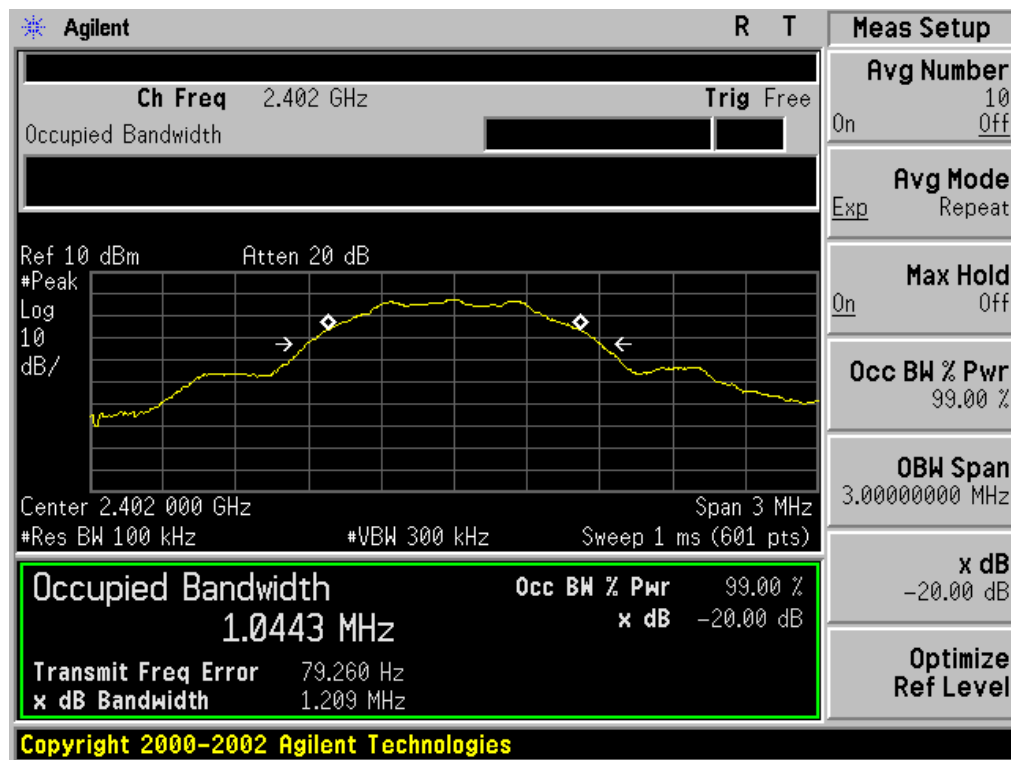 Agilent R T
Ch Freq 2.402 GHz Trig Free
Occupied Bandwidth
Ref 10 dBm Atten 20 dB
#Peak
Log
10
dB/
Center 2.402 000 GHz Span 3 MHz
#Res BW 100 kHz #VBW 300 kHz Sweep 1 ms (601 pts)
Occupied Bandwidth Occ BW % Pwr 99.00 %
1.0443 MHz x dB -20.00 dB
Transmit Freq Error 79.260 Hz
x dB Bandwidth 1.209 MHz
Copyright 2000-2002 Agilent Technologies
Meas Setup
Avg Number
10
On Off
Avg Mode
Exp Repeat
Max Hold
On Off
Occ BW % Pwr
99.00 %
OBW Span
3.00000000 MHz
x dB
-20.00 dB
Optimize
Ref Level